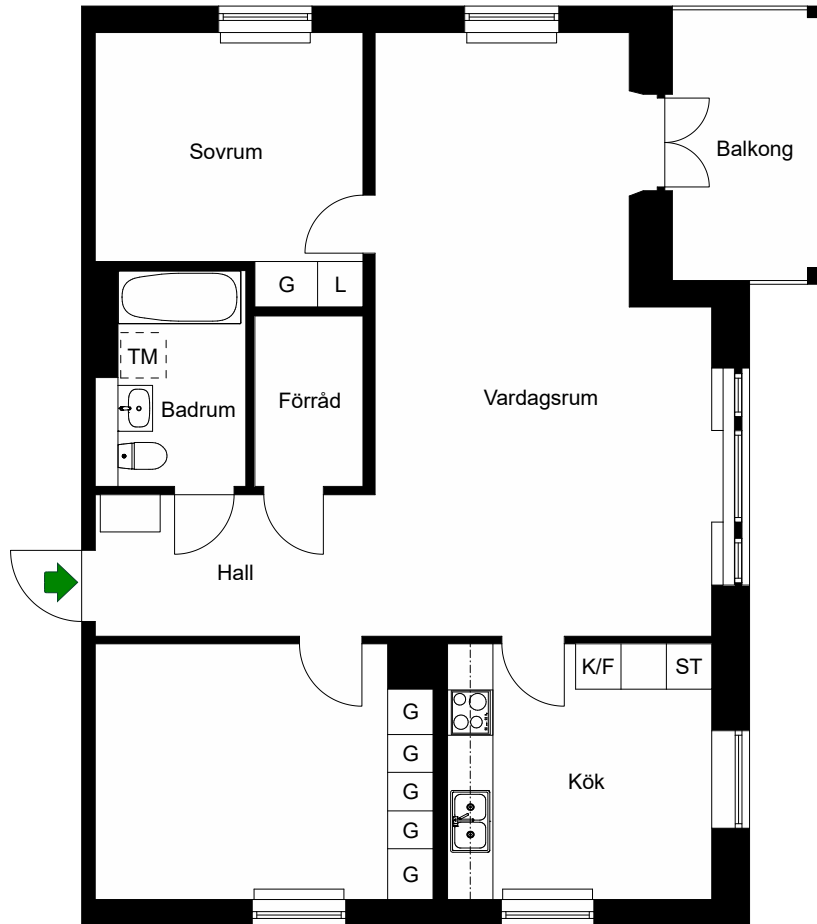 Sovrum
Balkong
G L
TM
Badrum
Förråd
Vardagsrum
Hall
K/F ST
G
G
G
G
G
Kök